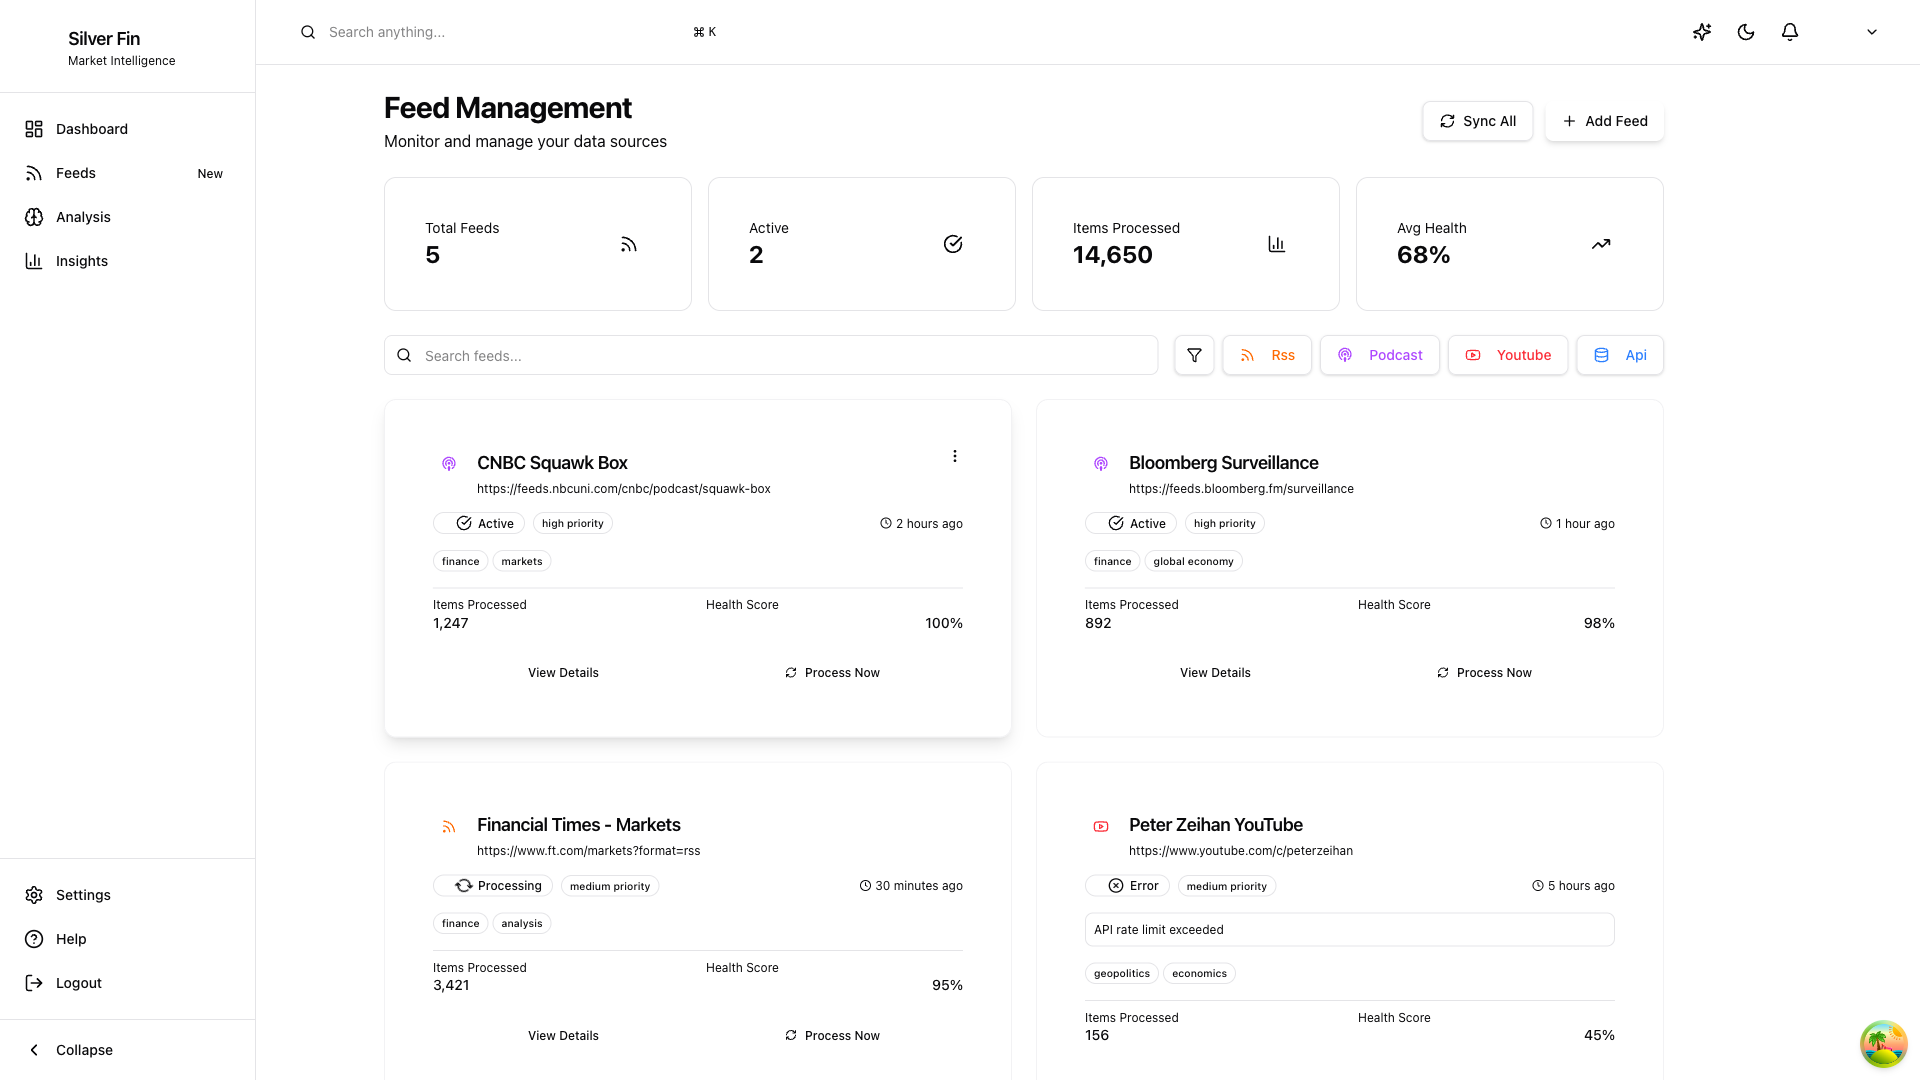 Silver Fin
Market Intelligence
Search anything...
⌘ K
Dashboard
Feeds New
Analysis
Insights
Settings
Help
Logout
Collapse
Feed Management
Monitor and manage your data sources
Sync All
Add Feed
Total Feeds
5
Active
2
Items Processed
14,650
Avg Health
68%
Search feeds...
Rss
Podcast
Youtube
Api
CNBC Squawk Box
https://feeds.nbcuni.com/cnbc/podcast/squawk-box
Active high priority 2 hours ago
finance markets
Items Processed Health Score
1,247 100%
View Details Process Now
Bloomberg Surveillance
https://feeds.bloomberg.fm/surveillance
Active high priority 1 hour ago
finance global economy
Items Processed Health Score
892 98%
View Details Process Now
Financial Times - Markets
https://www.ft.com/markets?format=rss
Processing medium priority 30 minutes ago
finance analysis
Items Processed Health Score
3,421 95%
View Details Process Now
Peter Zeihan YouTube
https://www.youtube.com/c/peterzeihan
Error medium priority 5 hours ago
API rate limit exceeded
geopolitics economics
Items Processed Health Score
156 45%